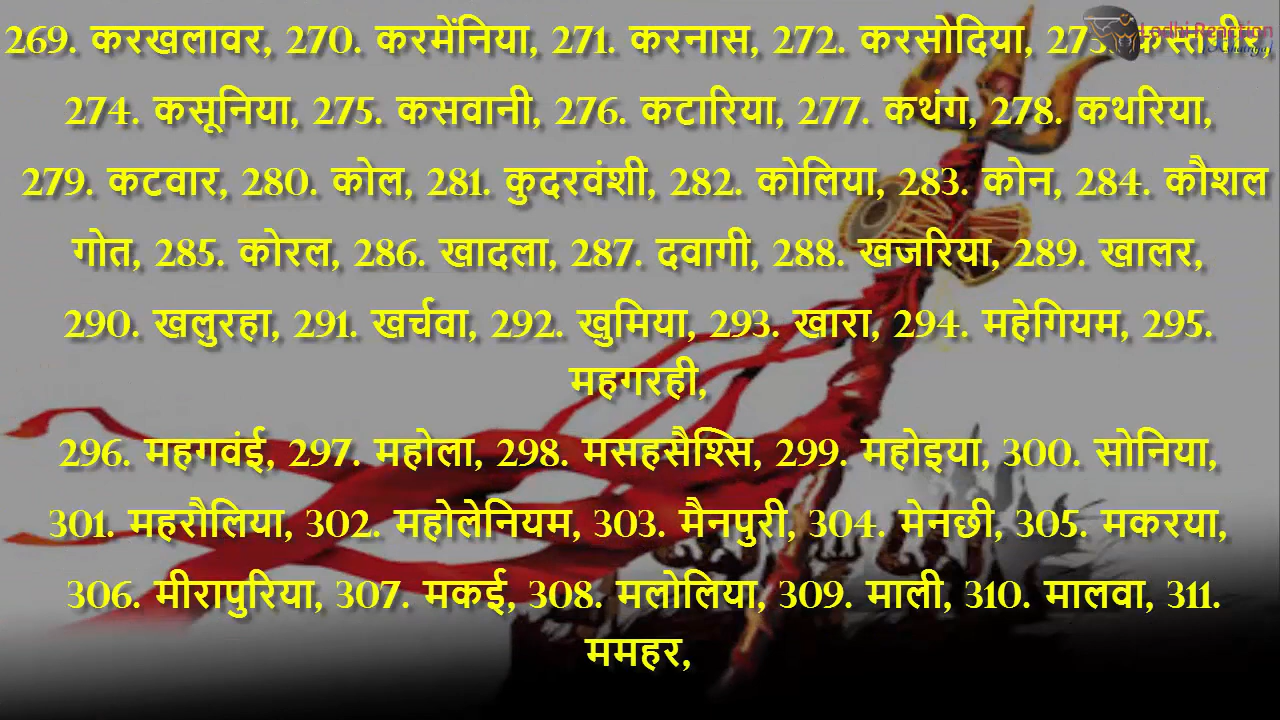 269. करखलावर, 270. करमेंनिया, 271. करनास, 272. करसोदिया,
Lodhi Reaction
274. कसूनिया, 275. कसवानी, 276. कटारिया, 277. कथंग, 278. कथरिया,
279. कटवार, 280. कोल, 281. कुदरवंशी, 282. कोलिया, 283. कोन, 284. कौशल
गोत, 285. कोरल, 286. खादला, 287. दवागी, 288. खजरिया, 289. खालर,
290. खलुरहा, 291. खर्चवा, 292. खुमिया, 293. खारा, 294. महेगियम, 295.
महगरही,
296. महगवंई, 297. महोला, 298. मसहसैश्सि, 299. महोइया, 300. सोनिया,
301. महरौलिया, 302. महोलेनियम, 303. मैनपुरी, 304. मेनछी, 305. मकरया,
306. मीरापुरिया, 307. मकई, 308. मलोलिया, 309. माली, 310. मालवा, 311.
ममहर,